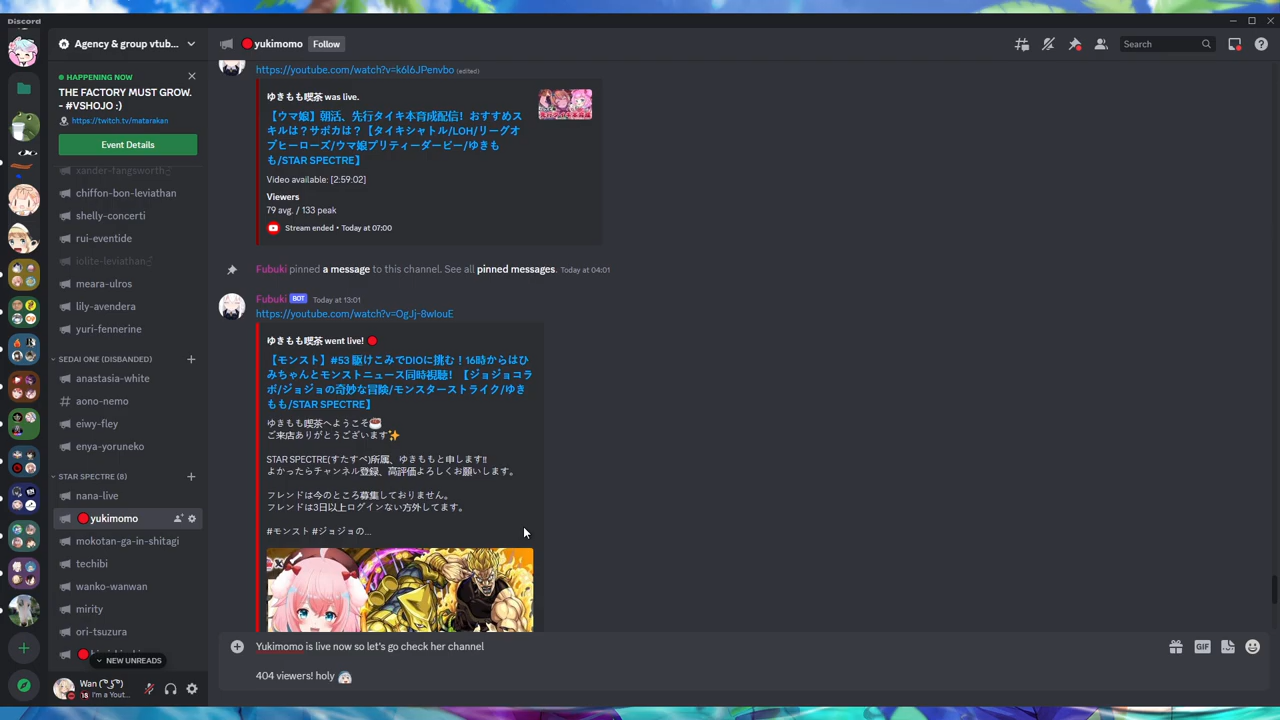 Discord
Agency & group vtub...
HAPPENING NOW
THE FACTORY MUST GROW.
- #VSHOJO :)
https://twitch.tv/matarakan
Event Details
xander-fangsworth
chiffon-bon-leviathan
shelly-concerti
rui-eventide
iolite-leviathan
meara-ulros
lily-avendera
yuri-fennerine
SEDAI ONE (DISBANDED)
anastasia-white
aono-nemo
eiwy-fley
enya-yoruneko
STAR SPECTRE (8)
nana-live
yukimomo
mokotan-ga-in-shitagi
techibi
wanko-wanwan
mirity
ori-tsuzura
NEW UNREADS
Wan
I'm a Yout...
yukimomo
Follow
Search
https://youtube.com/watch?v=k6l6JPenvbo (edited)
ゆきもも喫茶 was live.
【ウマ娘】朝活、先行タイキ本育成配信！おすすめス
キルは？サポカは？【タイキシャトル/LOH/リーグオ
ブヒーローズ/ウマ娘プリティーダービー/ゆきも
も/STAR SPECTRE】
Video available: [2:59:02]
Viewers
79 avg. / 133 peak
Stream ended • Today at 07:00
Fubuki pinned a message to this channel. See all pinned messages. Today at 04:01
Fubuki BOT Today at 13:01
https://youtube.com/watch?v=OgJj-8wIouE
ゆきもも喫茶 went live!
【モンスト】#53 駆けこみでDIOに挑む！16時からはひ
みちゃんとモンストニュース同時視聴！【ジョジョコラ
ボ/ジョジョの奇妙な冒険/モンスターストライク/ゆき
もも/STAR SPECTRE】
ゆきもも喫茶へようこそ☕
ご来店ありがとうございます✨
STAR SPECTRE(すたすぺ)所属、ゆきももと申します‼
よかったらチャンネル登録、高評価よろしくお願いします。
フレンドは今のところ募集しておりません。
フレンドは3日以上ログインない方外してます。
#モンスト #ジョジョの...
Yukimomo is live now so let's go check her channel
404 viewers! holy